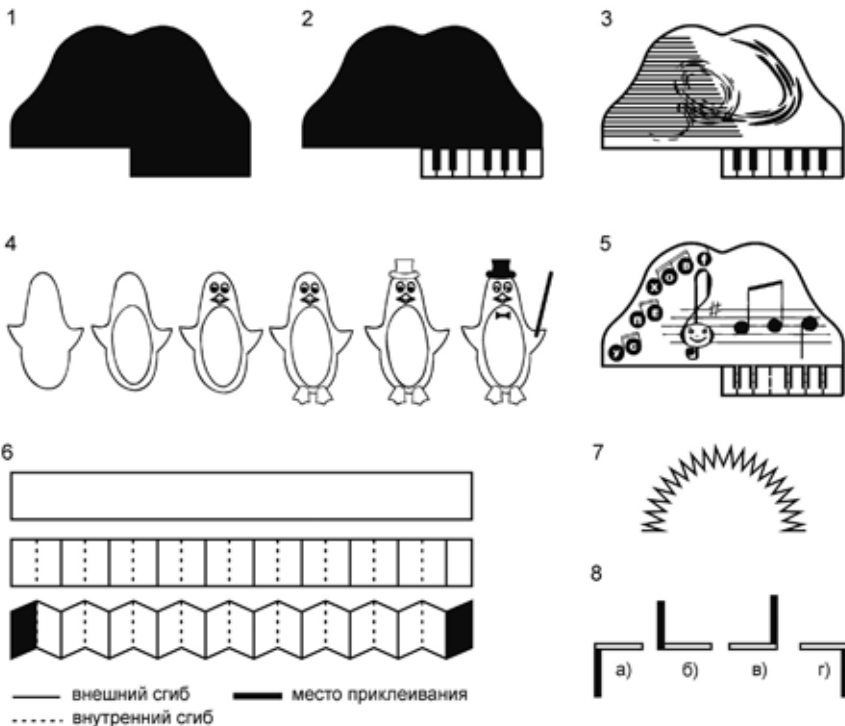 1
2
3
4
5
6
7
8
а)
б)
в)
г)
внешний сгиб
место приклеивания
внутренний сгиб